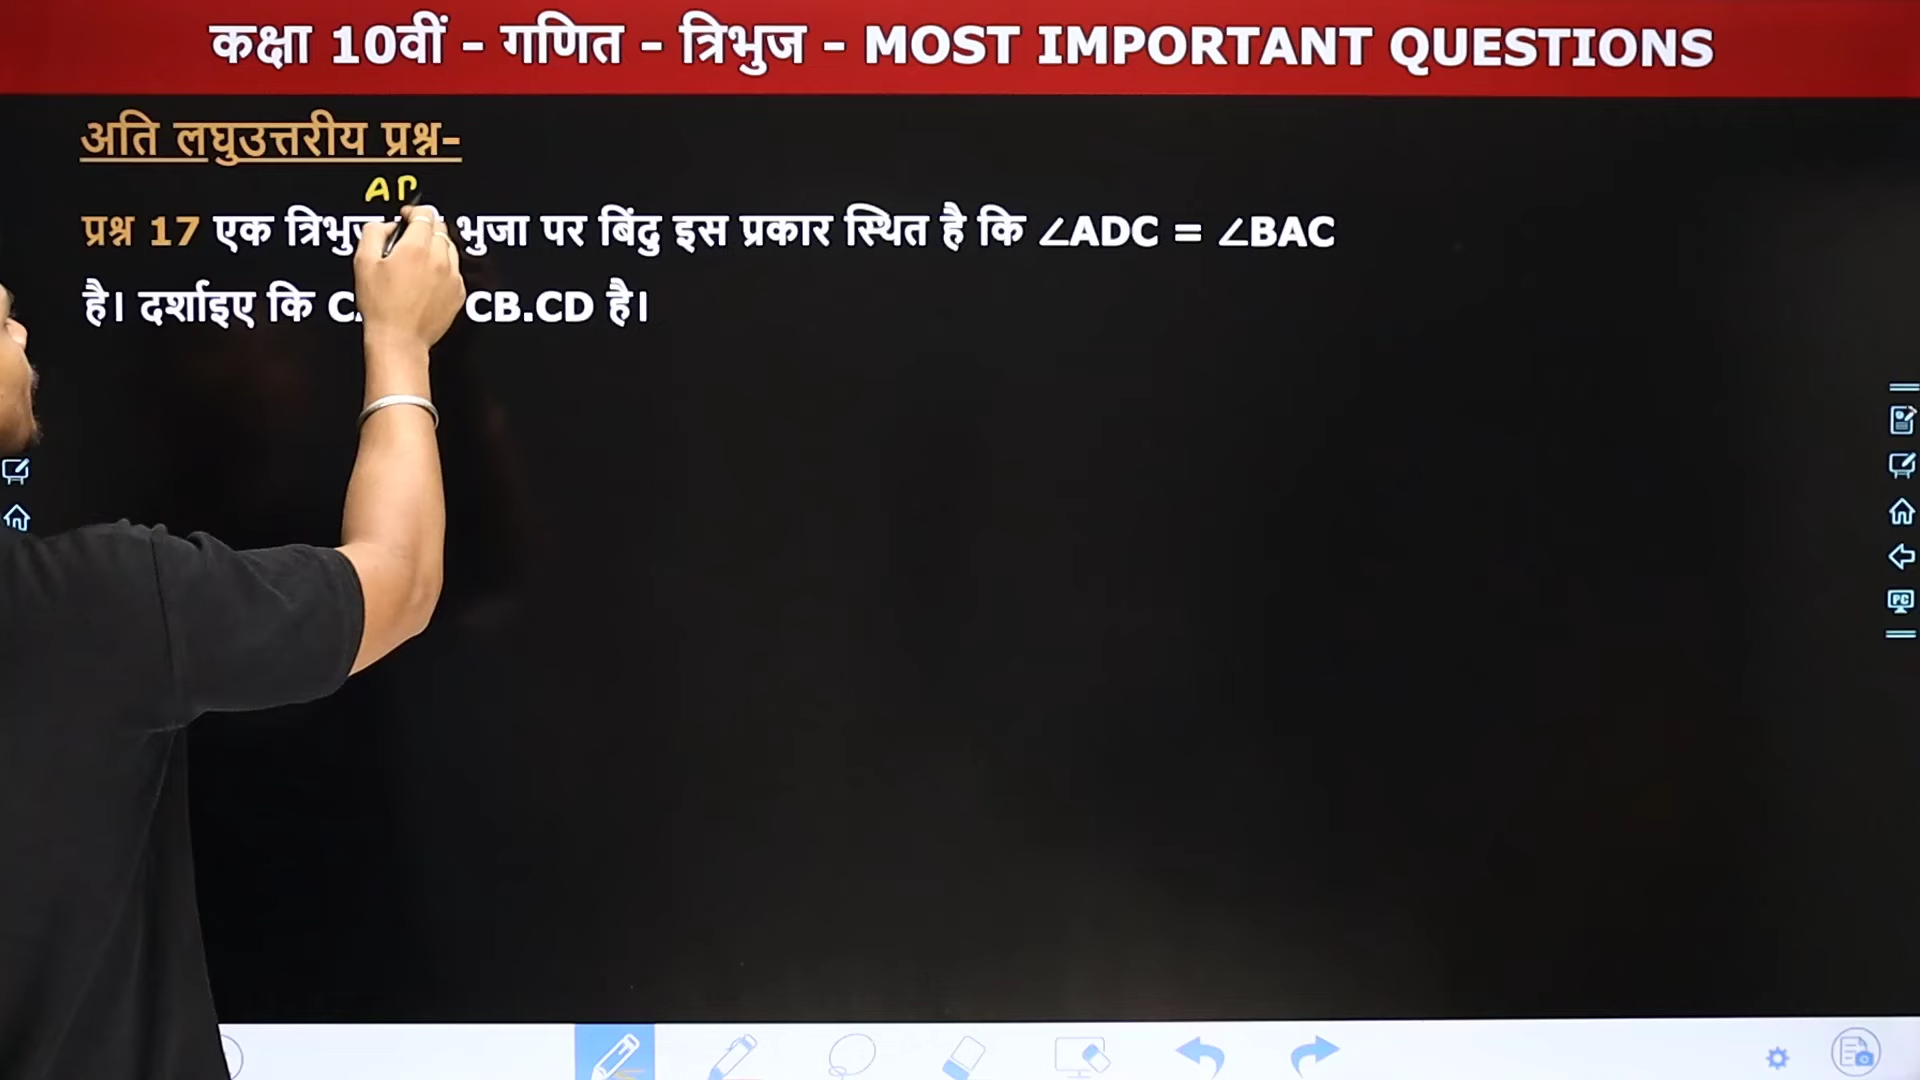 कक्षा 10वीं - गणित - त्रिभुज - MOST IMPORTANT QUESTIONS
अति लघुउत्तरीय प्रश्न-
A
प्रश्न 17 एक त्रिभुज भुजा पर बिंदु इस प्रकार स्थित है कि ∠ADC = ∠BAC
है। दर्शाइए कि CB.CD है।
PC